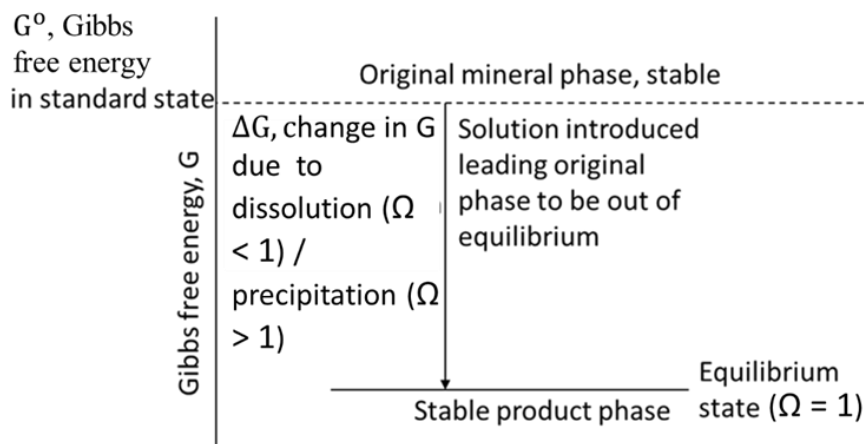 G⁰, Gibbs
free energy
in standard state
Original mineral phase, stable
Gibbs free energy, G
ΔG, change in G
due to
dissolution (Ω
< 1) /
precipitation (Ω
> 1)
Solution introduced
leading original
phase to be out of
equilibrium
Stable product phase
Equilibrium
state (Ω = 1)